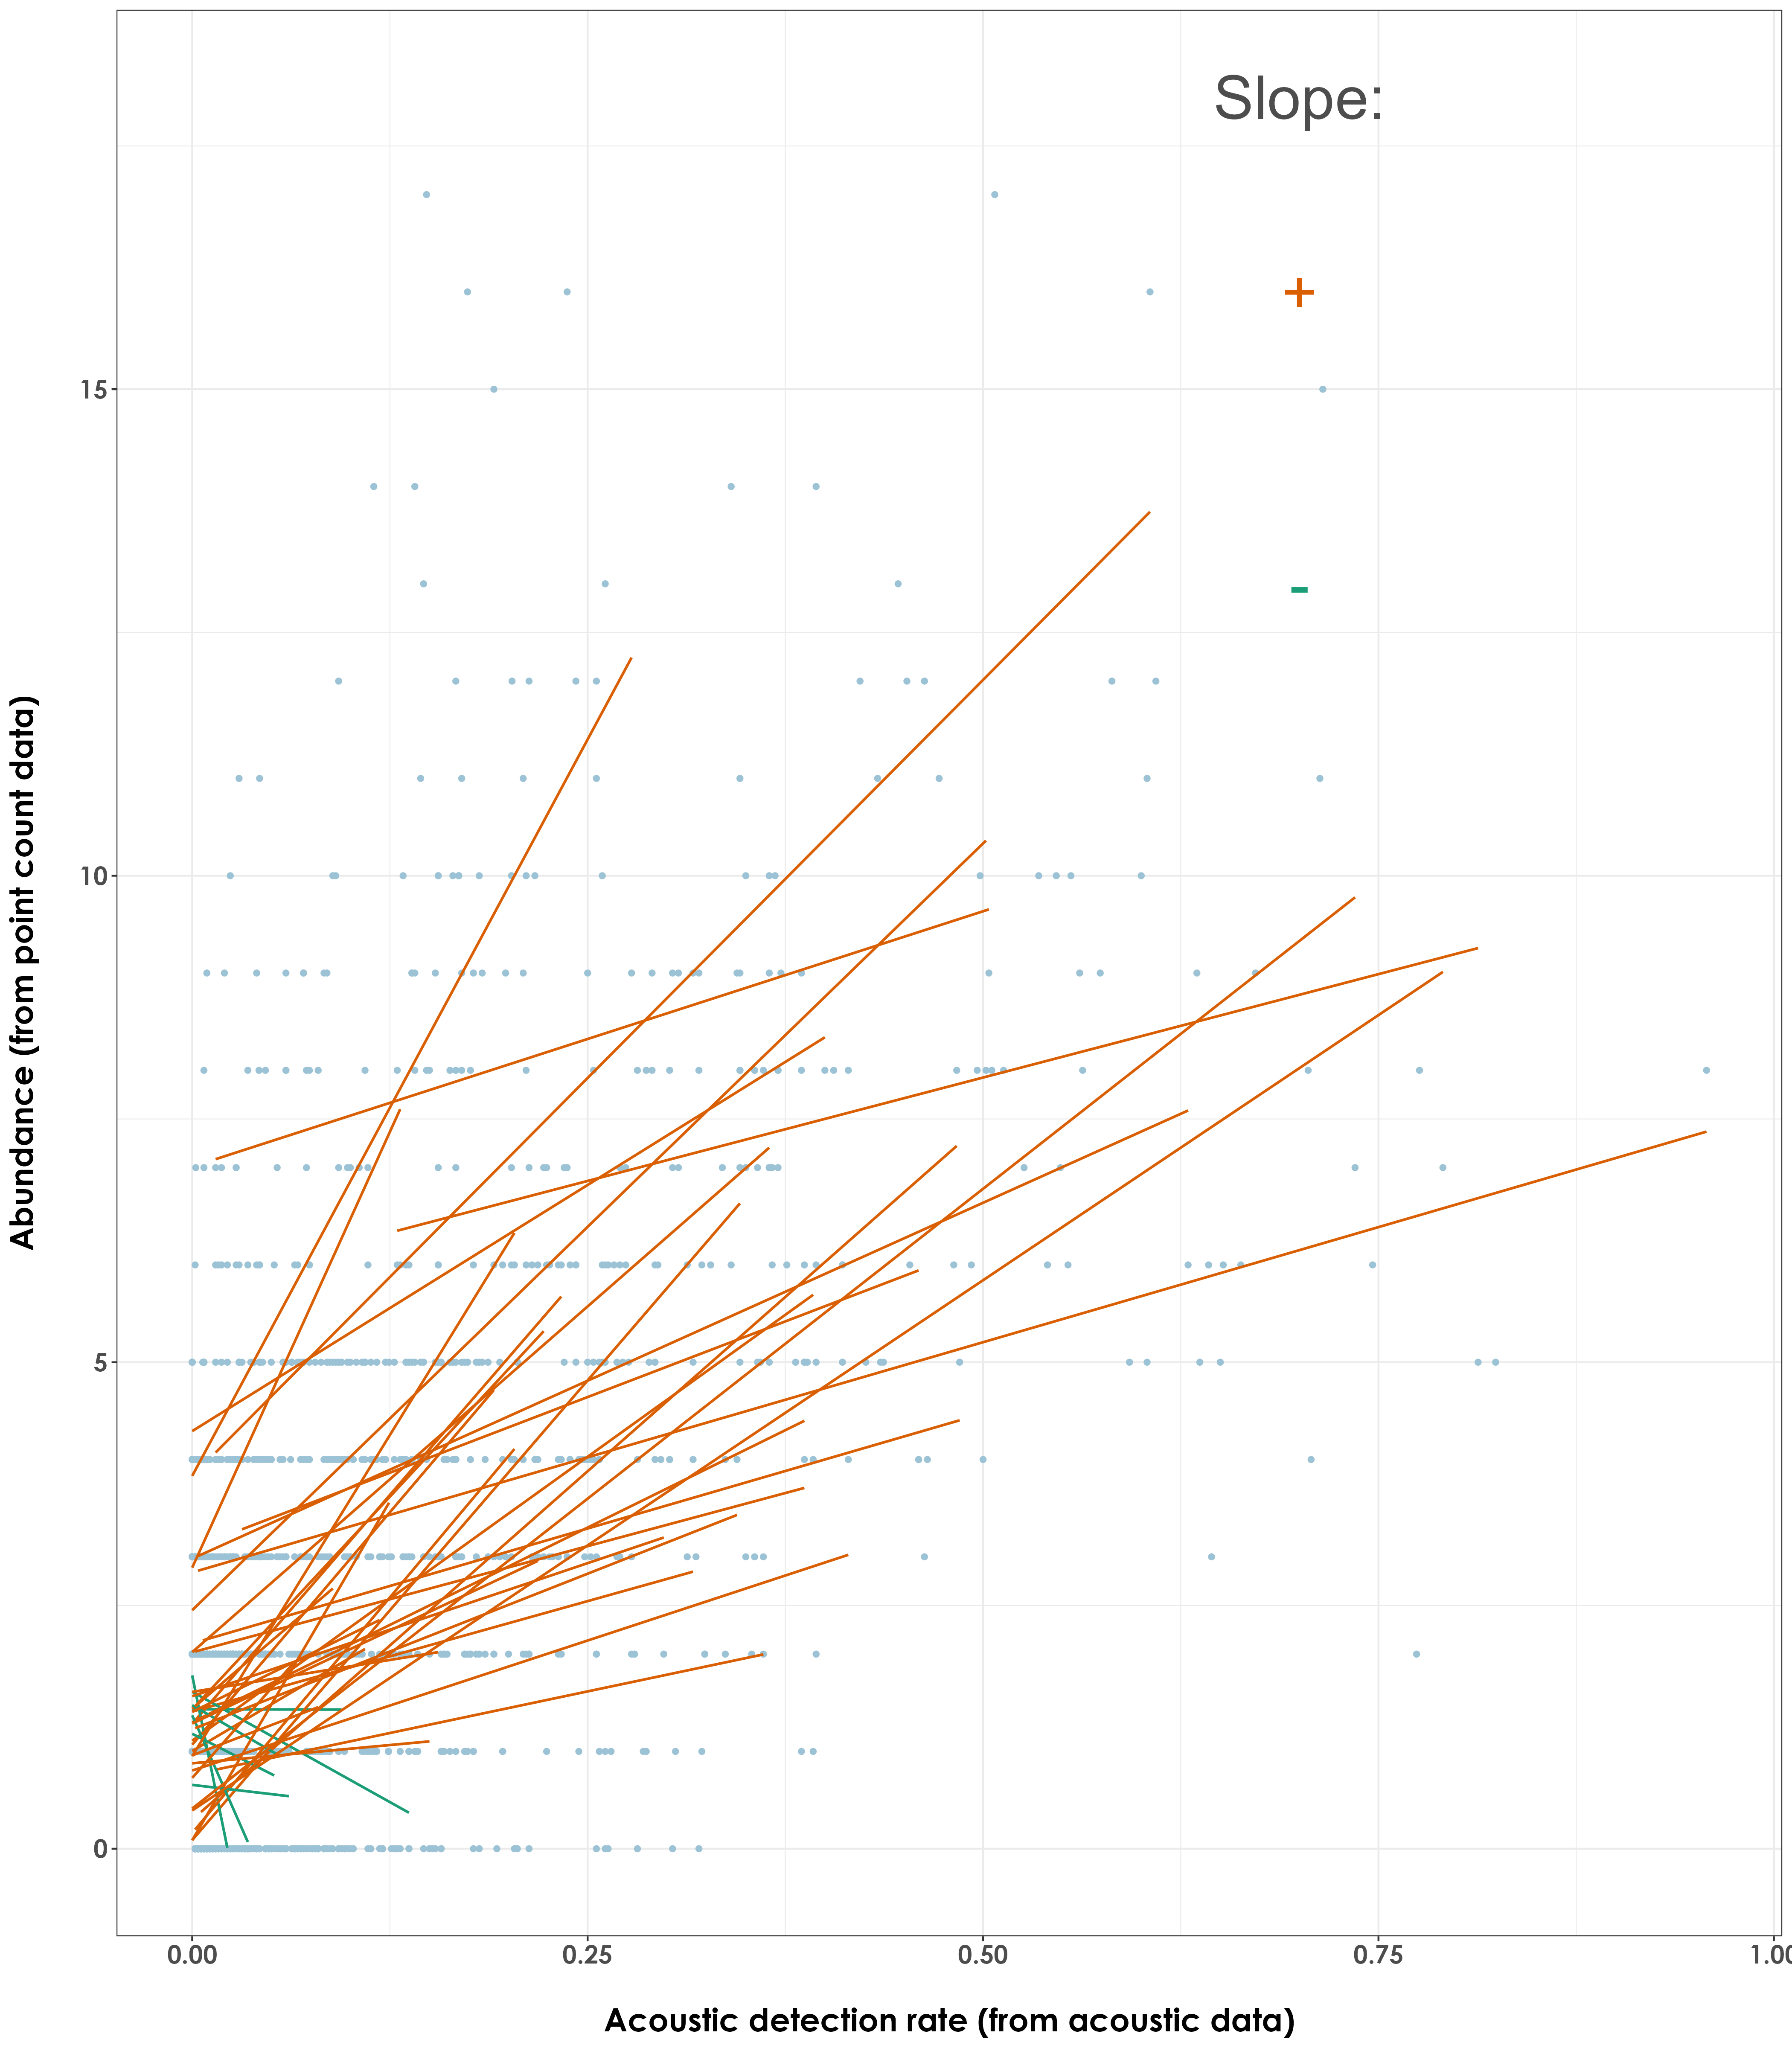 Slope:
+
-
15
10
5
0
Abundance (from point count data)
0.00 0.25 0.50 0.75 1.00
Acoustic detection rate (from acoustic data)